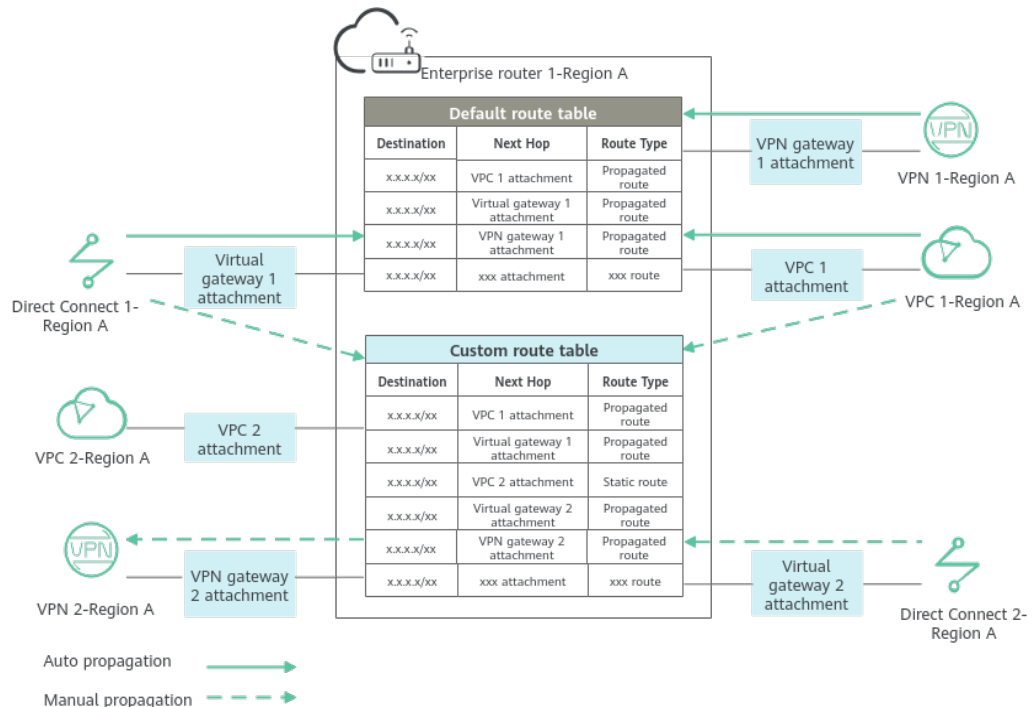 Enterprise router 1-Region A
Default route table
Destination Next Hop Route Type
x.x.x.x/xx VPC 1 attachment Propagated
route
x.x.x.x/xx Virtual gateway 1
attachment Propagated
route
x.x.x.x/xx VPN gateway 1
attachment Propagated
route
x.x.x.x/xx xxx attachment xxx route
VPN gateway
1 attachment
VPN
VPN 1-Region A
Virtual
gateway 1
attachment
Direct Connect 1-
Region A
VPC 1
attachment
VPC 1-Region A
Custom route table
Destination Next Hop Route Type
x.x.x.x/xx VPC 1 attachment Propagated
route
x.x.x.x/xx Virtual gateway 1
attachment Propagated
route
x.x.x.x/xx VPC 2 attachment Static route
x.x.x.x/xx Virtual gateway 2
attachment Propagated
route
x.x.x.x/xx VPN gateway 2
attachment Propagated
route
x.x.x.x/xx xxx attachment xxx route
VPC 2
attachment
VPC 2-Region A
VPN
VPN gateway
2 attachment
VPN 2-Region A
Virtual
gateway 2
attachment
Direct Connect 2-
Region A
Auto propagation
Manual propagation